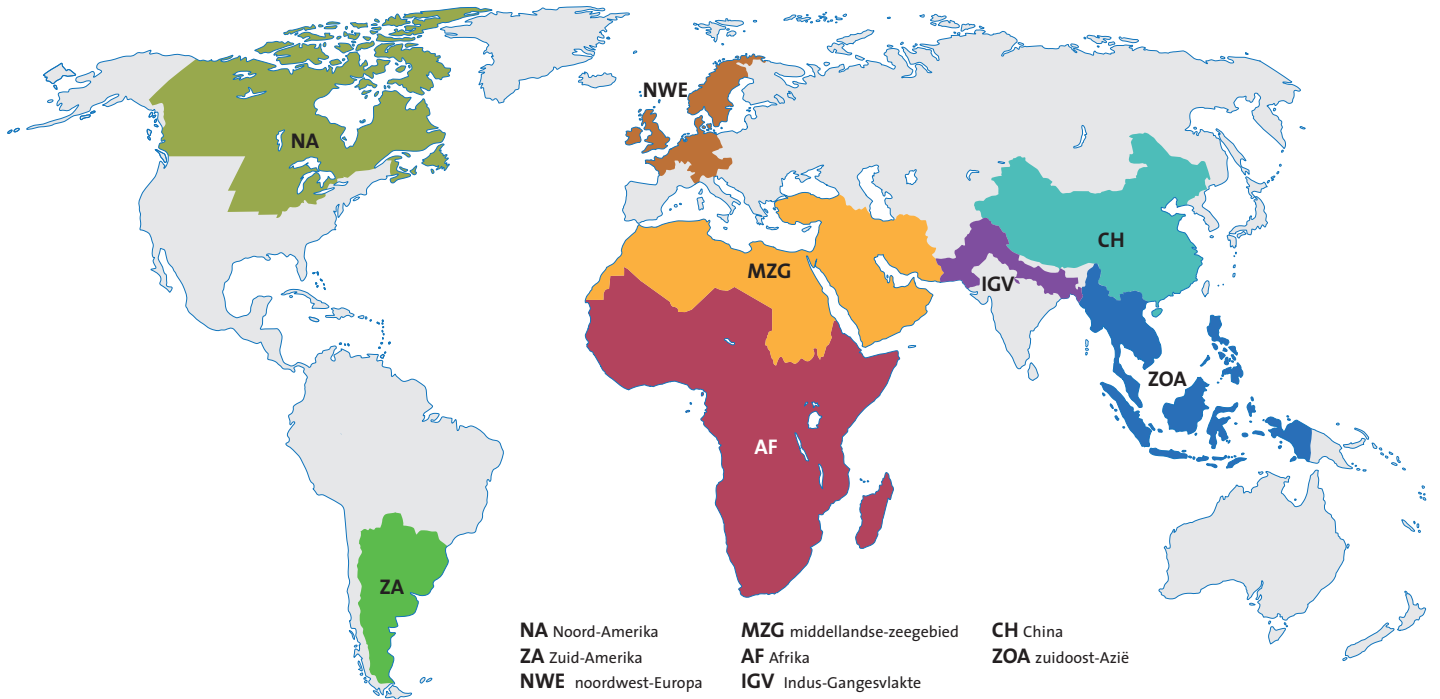 NWE
NA
CH
MZG
IGV
ZOA
AF
ZA
NA Noord-Amerika
ZA Zuid-Amerika
NWE noordwest-Europa
MZG middellandse-zeegebied
AF Afrika
IGV Indus-Gangesvlakte
CH China
ZOA zuidoost-Azië